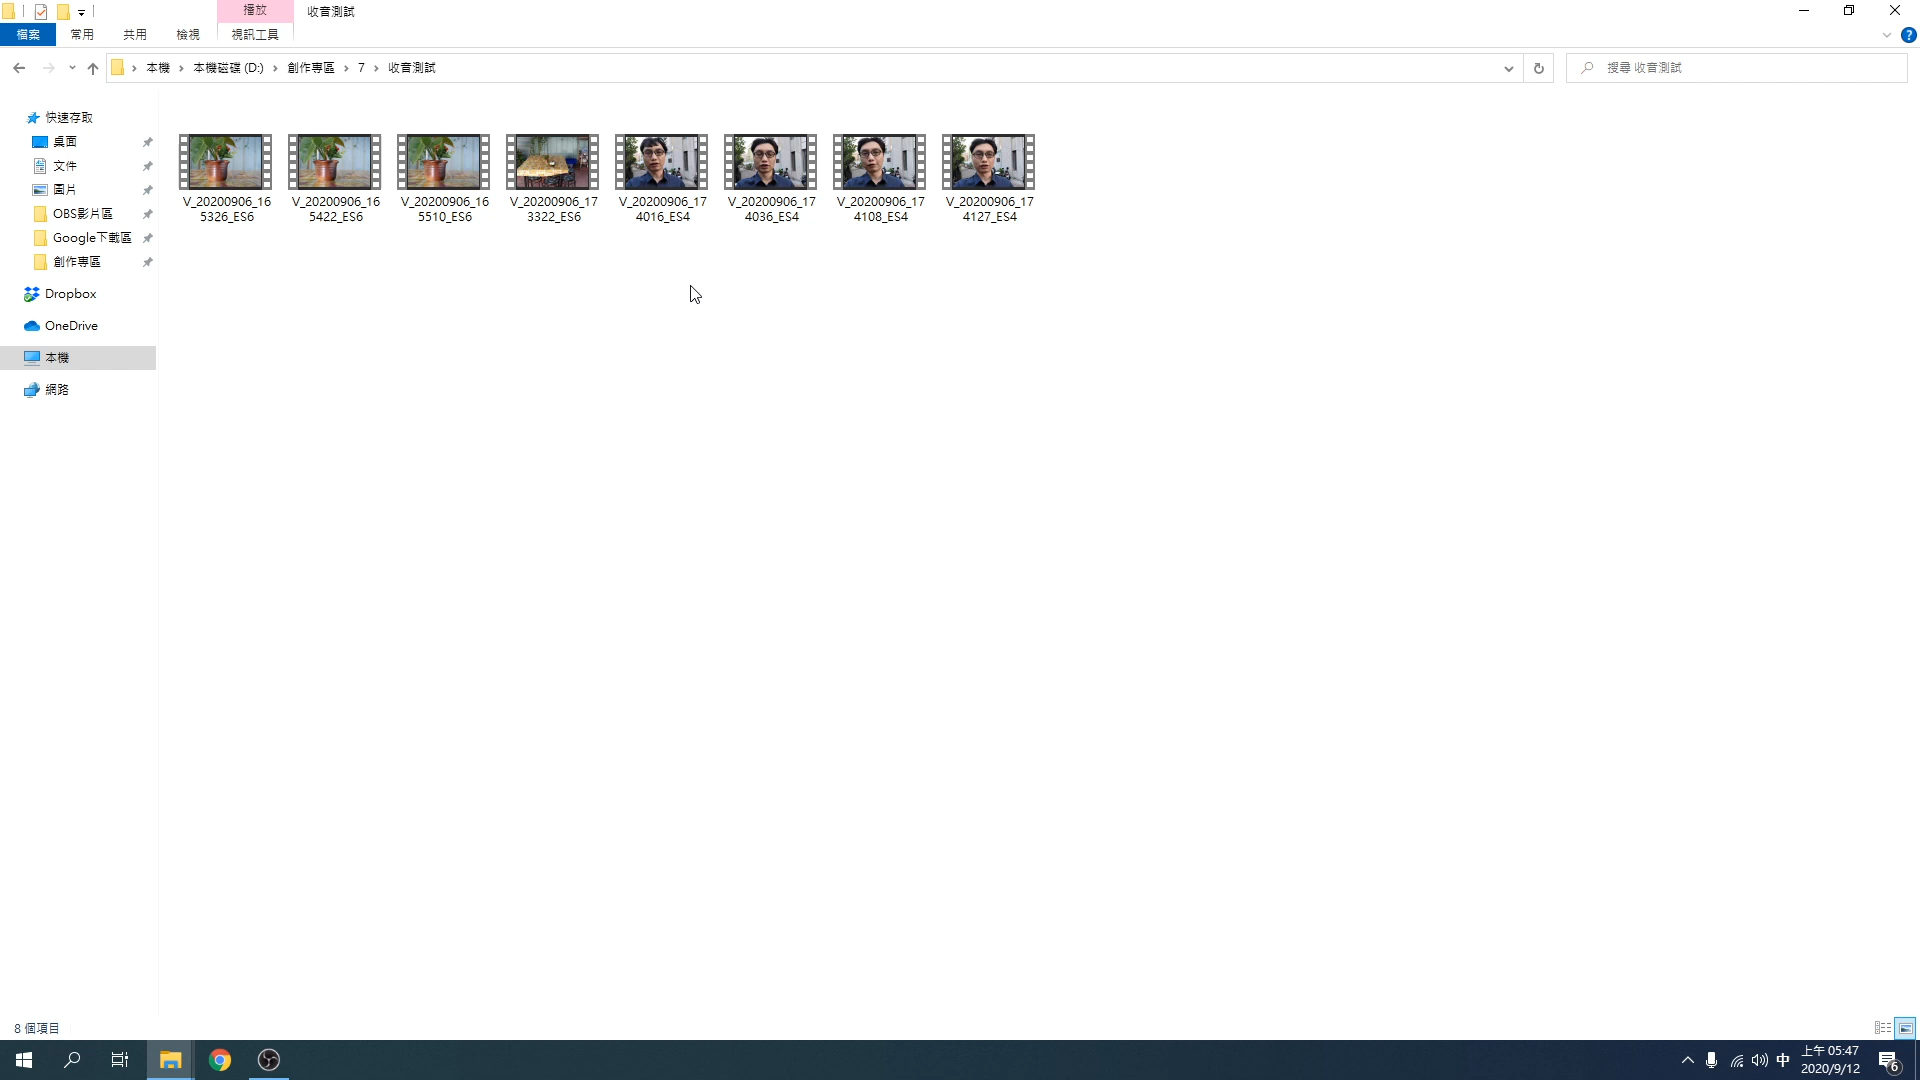 播放
收音測試
檔案
常用
共用
檢視
視訊工具
本機 › 本機磁碟 (D:) › 創作專區 › 7 › 收音測試
搜尋 收音測試
快速存取
桌面
文件
圖片
OBS影片區
Google下載區
創作專區
Dropbox
OneDrive
本機
網路
V_20200906_16
5326_ES6
V_20200906_16
5422_ES6
V_20200906_16
5510_ES6
V_20200906_17
3322_ES6
V_20200906_17
4016_ES4
V_20200906_17
4036_ES4
V_20200906_17
4108_ES4
V_20200906_17
4127_ES4
8 個項目
中
上午 05:47
2020/9/12
6